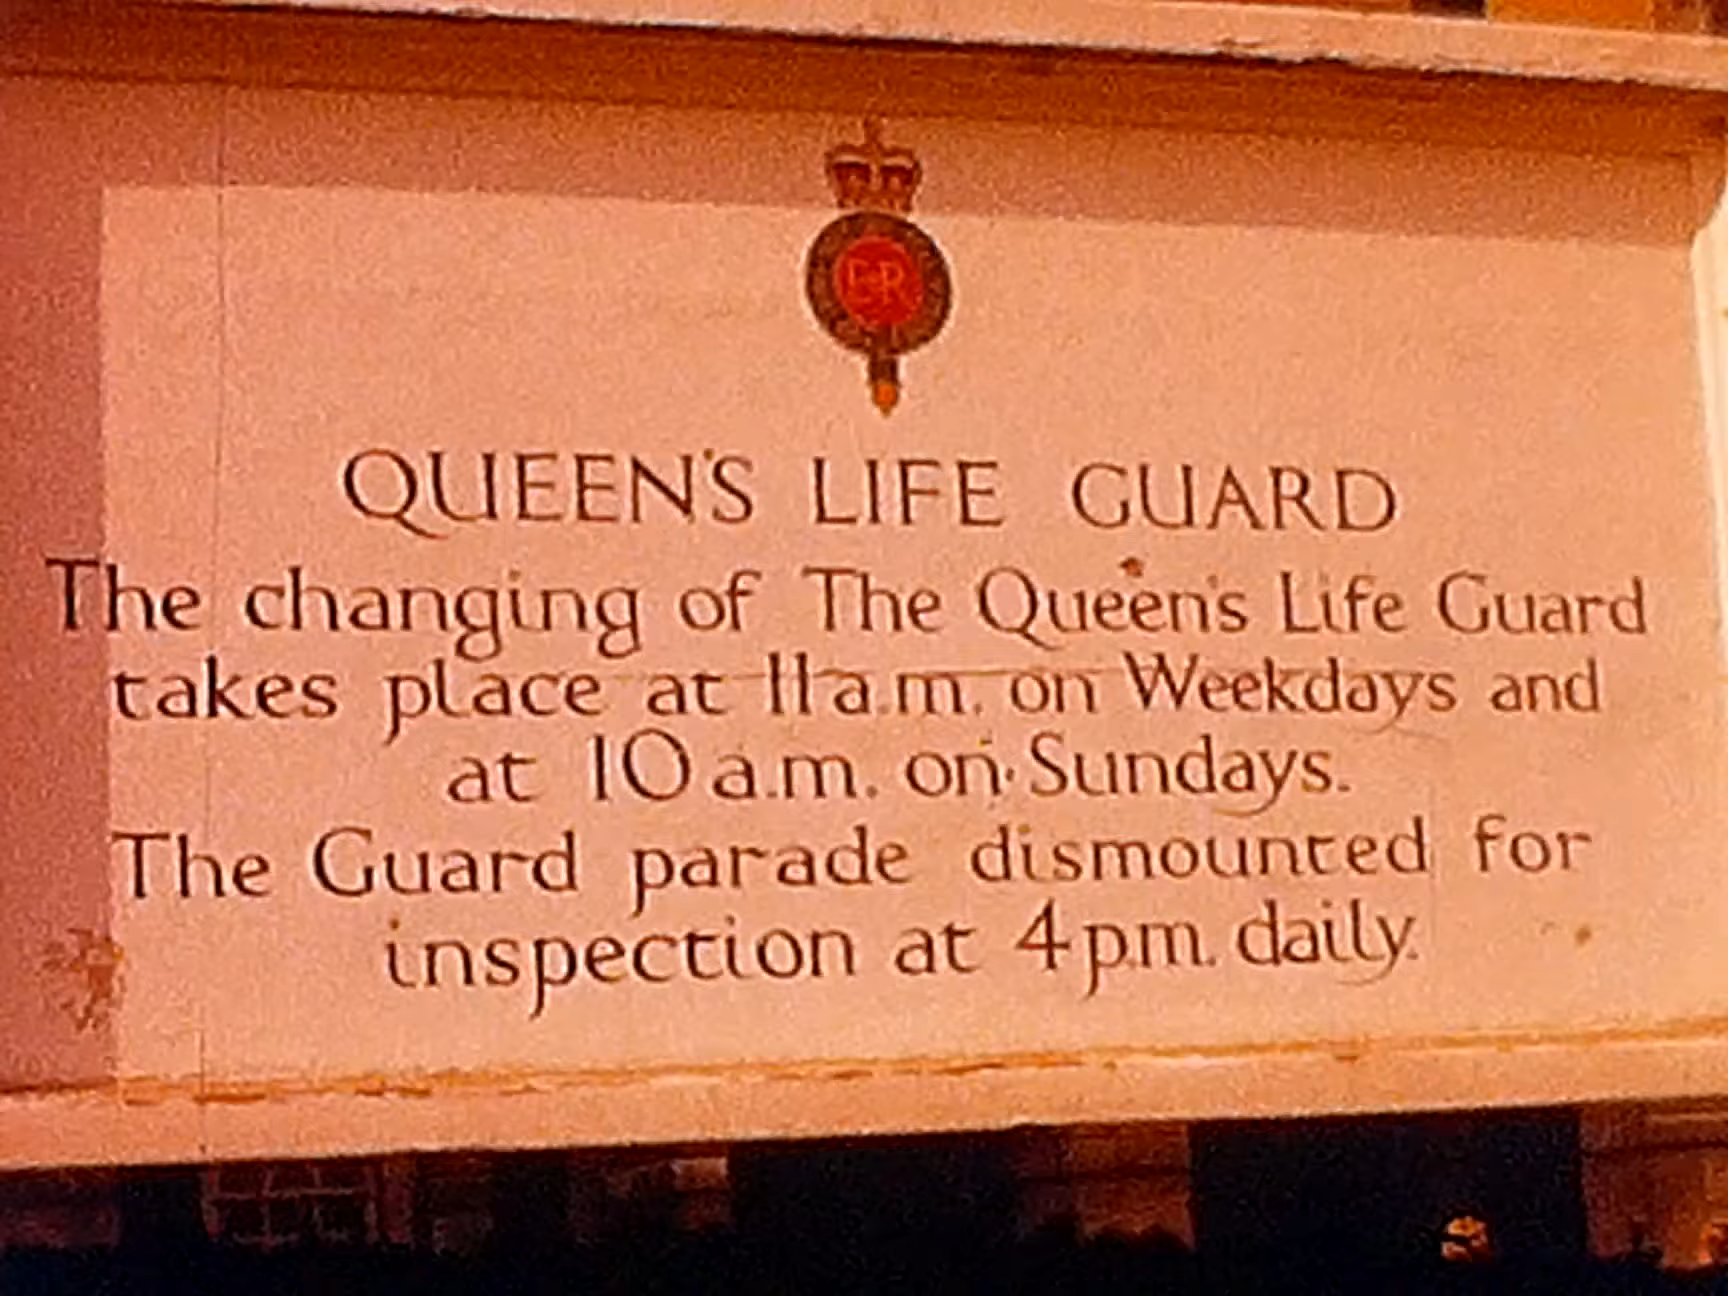 EiiR
QUEEN'S LIFE GUARD
The changing of The Queen's Life Guard
takes place at 11 a.m. on Weekdays and
at 10 a.m. on Sundays.
The Guard parade dismounted for
inspection at 4 p.m. daily.